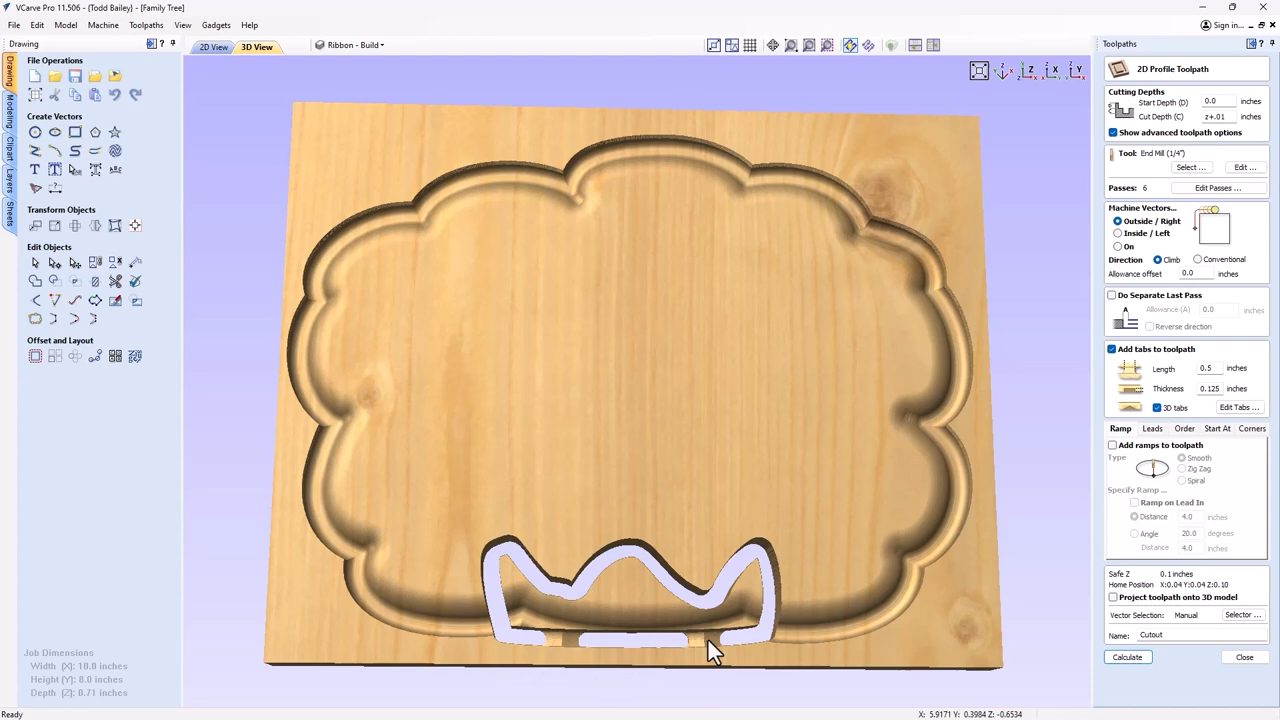 VCarve Pro 11.506 - (Todd Bailey) - [Family Tree]
File Edit Model Machine Toolpaths View Gadgets Help
Sign in...
Drawing
2D View 3D View Ribbon - Build
Toolpaths
Drawing
Modeling
Clipart
Layers
Sheets
File Operations
Create Vectors
Transform Objects
Edit Objects
Offset and Layout
Job Dimensions
Width (X): 10.0 inches
Height (Y): 8.0 inches
Depth (Z): 0.71 inches
Z X Y
2D Profile Toolpath
Cutting Depths
Start Depth (D) 0.0 inches
Cut Depth (C) z+.01 inches
Show advanced toolpath options
Tool: End Mill (1/4")
Select ... Edit ...
Passes: 6 Edit Passes ...
Machine Vectors...
Outside / Right
Inside / Left
On
Direction Climb Conventional
Allowance offset 0.0 inches
Do Separate Last Pass
Allowance (A) 0.0 inches
Reverse direction
Add tabs to toolpath
Length 0.5 inches
Thickness 0.125 inches
3D tabs Edit Tabs ...
Ramp Leads Order Start At Corners
Add ramps to toolpath
Type Smooth
Zig Zag
Spiral
Specify Ramp ...
Ramp on Lead In
Distance 4.0 inches
Angle 20.0 degrees
Distance 4.0 inches
Safe Z 0.1 inches
Home Position X:0.04 Y:0.04 Z:0.10
Project toolpath onto 3D model
Vector Selection: Manual Selector ...
Name: Cutout
Calculate Close
Ready X: 5.9171 Y: 0.3984 Z: -0.6534